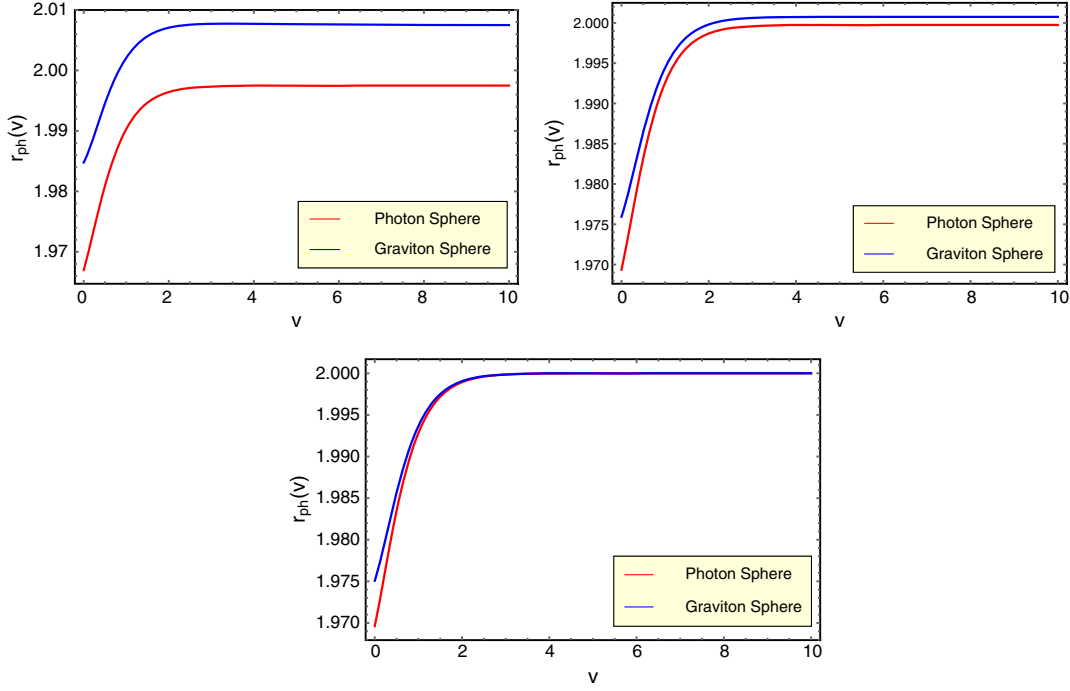 2.01
2.00
1.99
1.98
1.97
r_ph(v)
Photon Sphere
Graviton Sphere
0 2 4 6 8 10
v
2.000
1.995
1.990
1.985
1.980
1.975
1.970
r_ph(v)
Photon Sphere
Graviton Sphere
0 2 4 6 8 10
v
2.000
1.995
1.990
1.985
1.980
1.975
1.970
r_ph(v)
Photon Sphere
Graviton Sphere
0 2 4 6 8 10
v